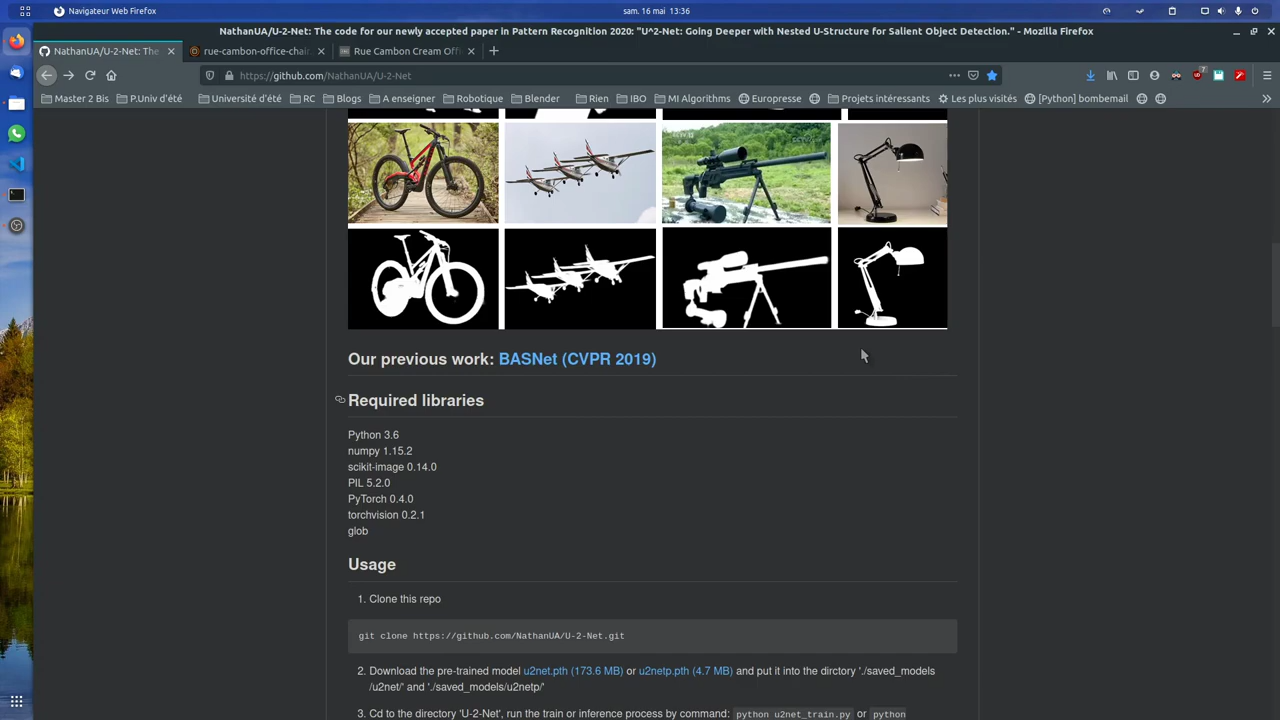 Navigateur Web Firefox
sam. 16 mai 13:36
NathanUA/U-2-Net: The code for our newly accepted paper in Pattern Recognition 2020: "U^2-Net: Going Deeper with Nested U-Structure for Salient Object Detection." - Mozilla Firefox
NathanUA/U-2-Net: The
rue-cambon-office-chair
Rue Cambon Cream Offi
https://github.com/NathanUA/U-2-Net
Master 2 Bis P.Univ d'été Université d'été RC Blogs A enseigner Robotique Blender Rien IBO MI Algorithms Europresse Projets intéressants Les plus visités [Python] bombemail
Our previous work: BASNet (CVPR 2019)
Required libraries
Python 3.6
numpy 1.15.2
scikit-image 0.14.0
PIL 5.2.0
PyTorch 0.4.0
torchvision 0.2.1
glob
Usage
1. Clone this repo
git clone https://github.com/NathanUA/U-2-Net.git
2. Download the pre-trained model u2net.pth (173.6 MB) or u2netp.pth (4.7 MB) and put it into the dirctory './saved_models
/u2net/' and './saved_models/u2netp/'
3. Cd to the directory 'U-2-Net', run the train or inference process by command: python u2net_train.py or python